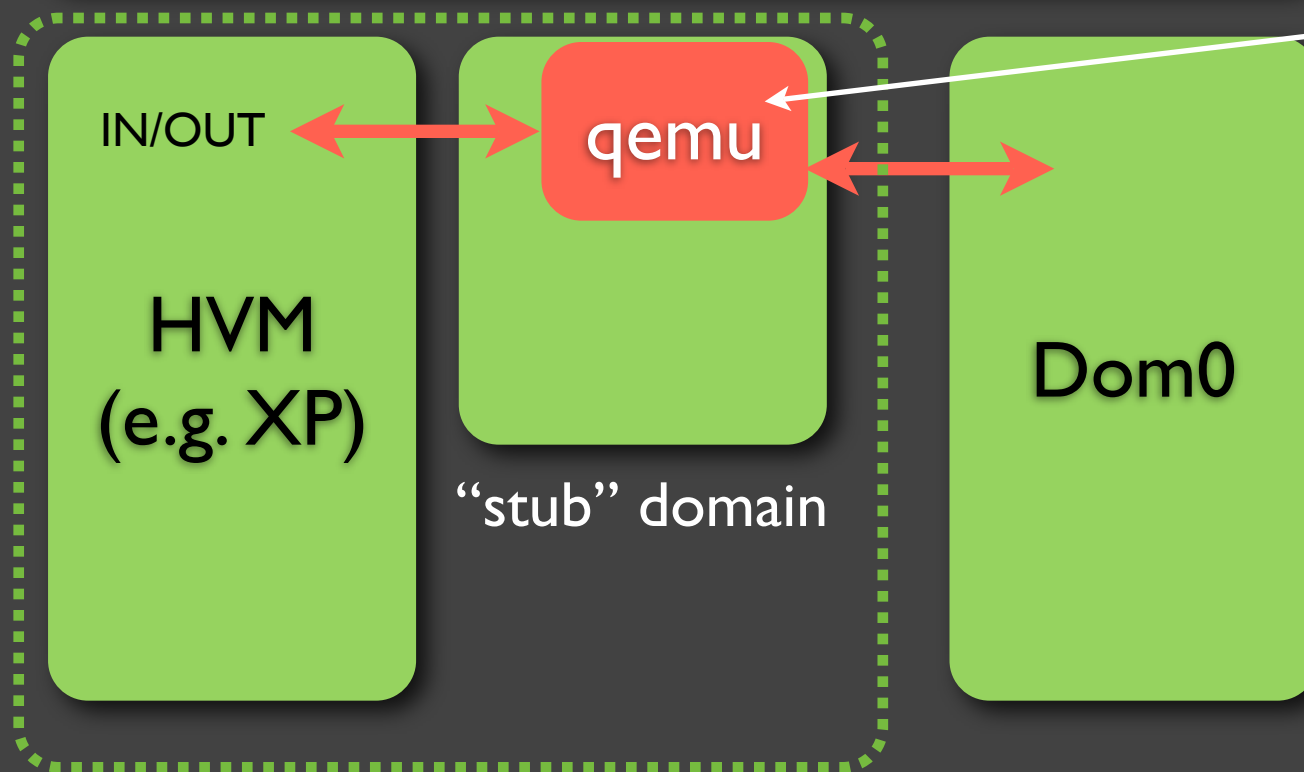 IN/OUT
qemu
HVM
(e.g. XP)
Dom0
“stub” domain